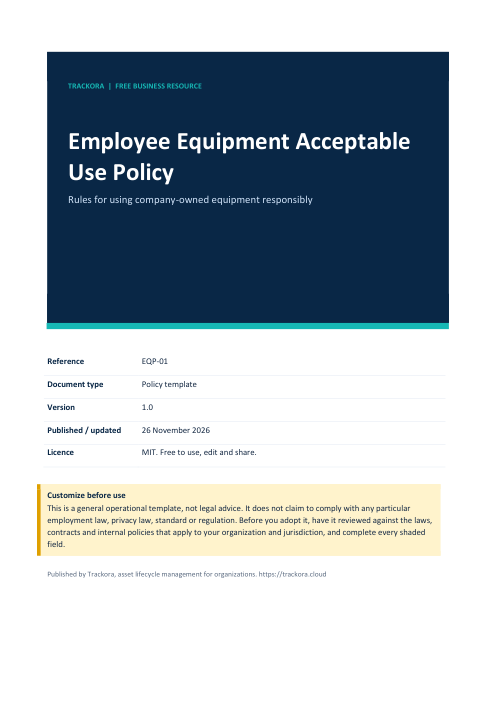 TRACKORA | FREE BUSINESS RESOURCE
Employee Equipment Acceptable
Use Policy
Rules for using company-owned equipment responsibly
Reference EQP-01
Document type Policy template
Version 1.0
Published / updated 26 November 2026
Licence MIT. Free to use, edit and share.
Customize before use
This is a general operational template, not legal advice. It does not claim to comply with any particular
employment law, privacy law, standard or regulation. Before you adopt it, have it reviewed against the laws,
contracts and internal policies that apply to your organization and jurisdiction, and complete every shaded
field.
Published by Trackora, asset lifecycle management for organizations. https://trackora.cloud